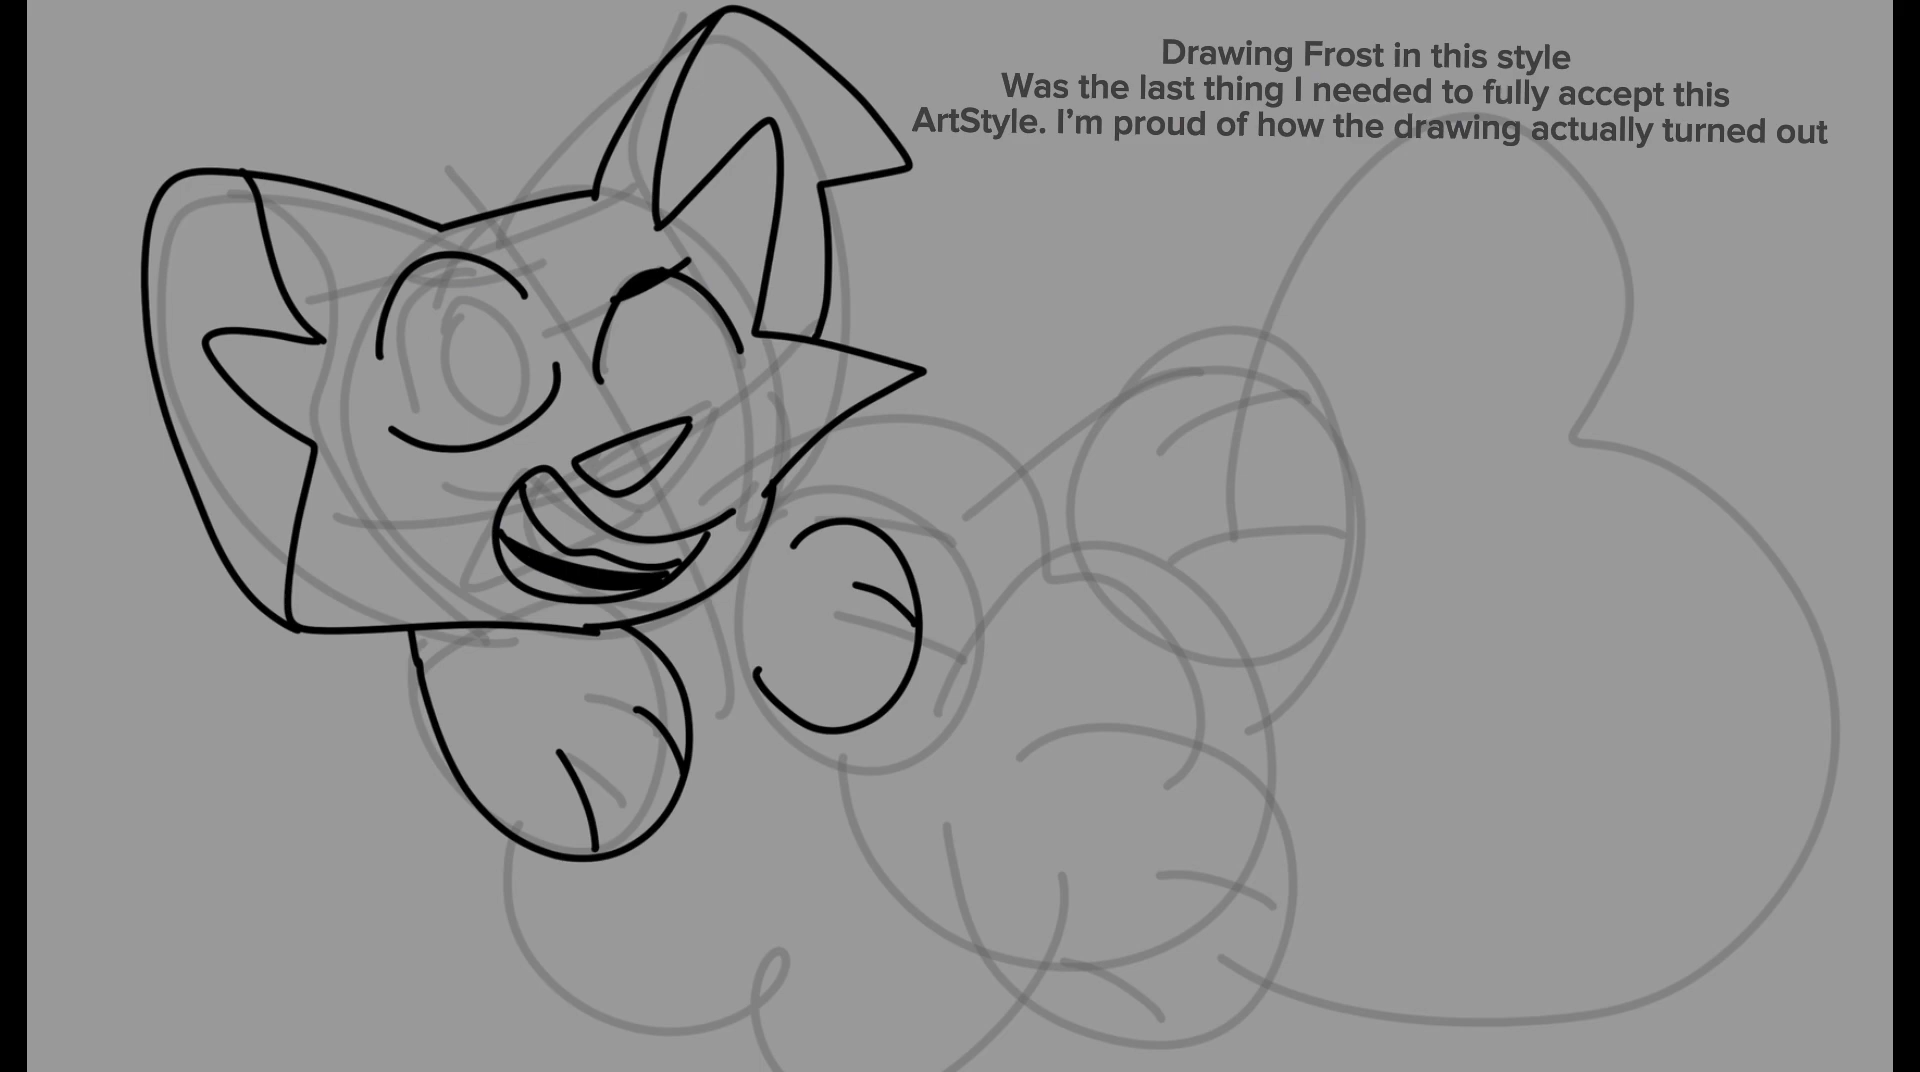 Drawing Frost in this style
Was the last thing I needed to fully accept this
ArtStyle. I'm proud of how the drawing actually turned out